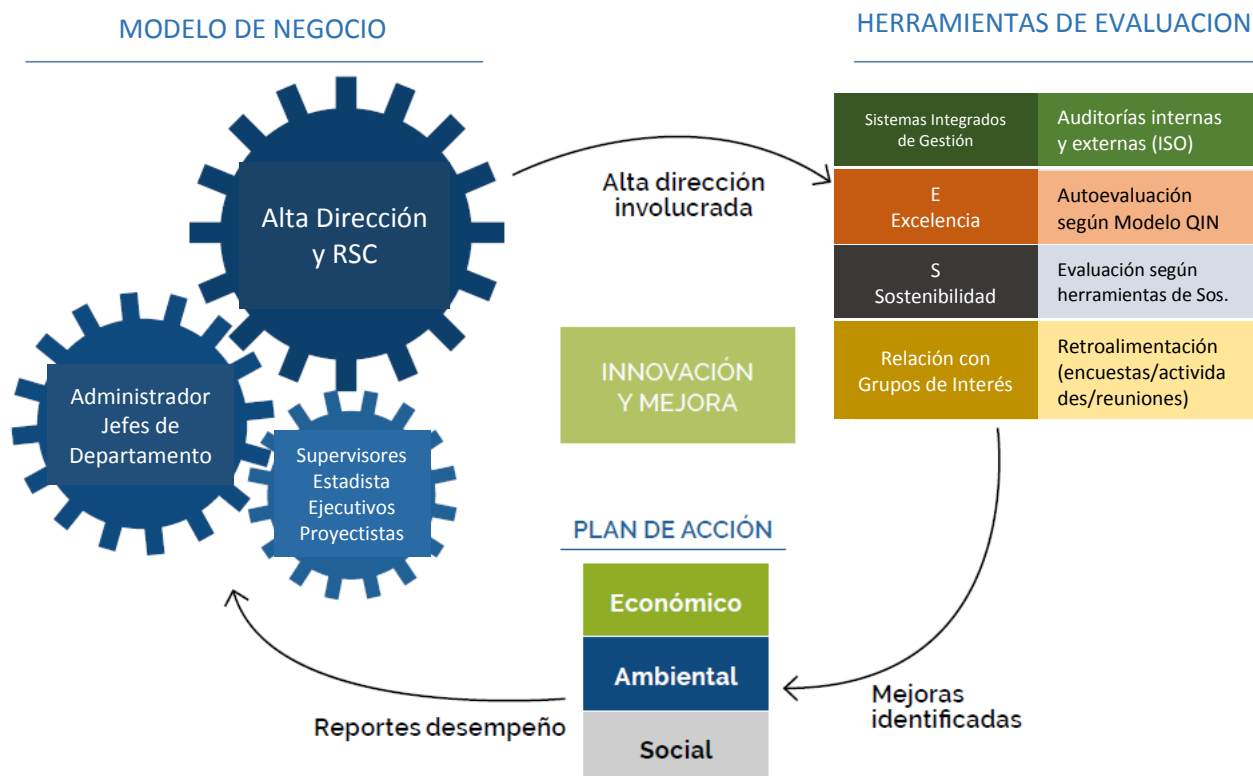 MODELO DE NEGOCIO
HERRAMIENTAS DE EVALUACION
Alta Dirección
y RSC
Administrador
Jefes de
Departamento
Supervisores
Estadista
Ejecutivos
Proyectistas
Alta dirección
involucrada
Sistemas Integrados
de Gestión
Auditorías internas
y externas (ISO)
E
Excelencia
Autoevaluación
según Modelo QIN
S
Sostenibilidad
Evaluación según
herramientas de Sos.
Relación con
Grupos de Interés
Retroalimentación
(encuestas/activida
des/reuniones)
INNOVACIÓN
Y MEJORA
PLAN DE ACCIÓN
Económico
Ambiental
Social
Mejoras
identificadas
Reportes desempeño